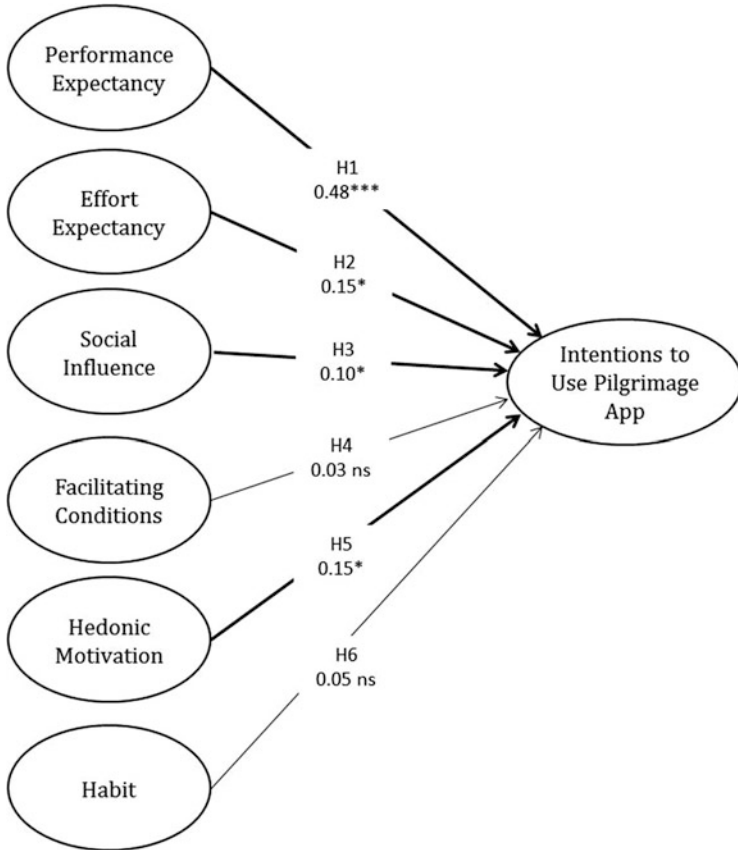 Performance
Expectancy
H1
0.48***
Effort
Expectancy
H2
0.15*
Social
Influence
H3
0.10*
Intentions to
Use Pilgrimage
App
Facilitating
Conditions
H4
0.03 ns
Hedonic
Motivation
H5
0.15*
Habit
H6
0.05 ns